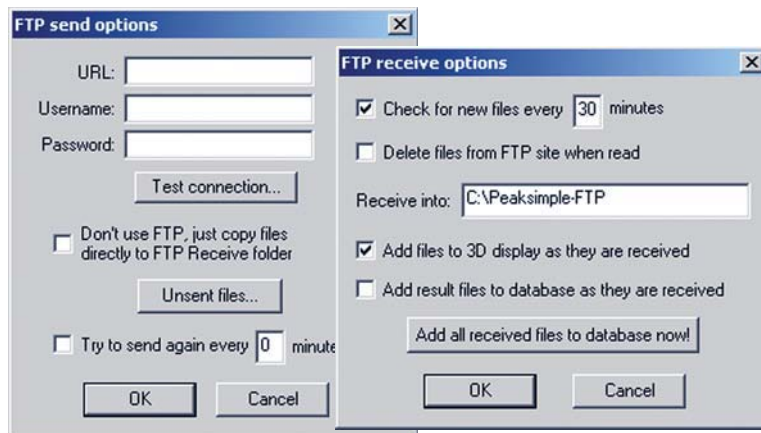 FTP send options
URL:
Username:
Password:
Test connection...
Don't use FTP, just copy files
directly to FTP Receive folder
Unsent files...
Try to send again every 0 minute
OK Cancel
FTP receive options
Check for new files every 30 minutes
Delete files from FTP site when read
Receive into: C:\Peaksimple-FTP
Add files to 3D display as they are received
Add result files to database as they are received
Add all received files to database now!
OK Cancel